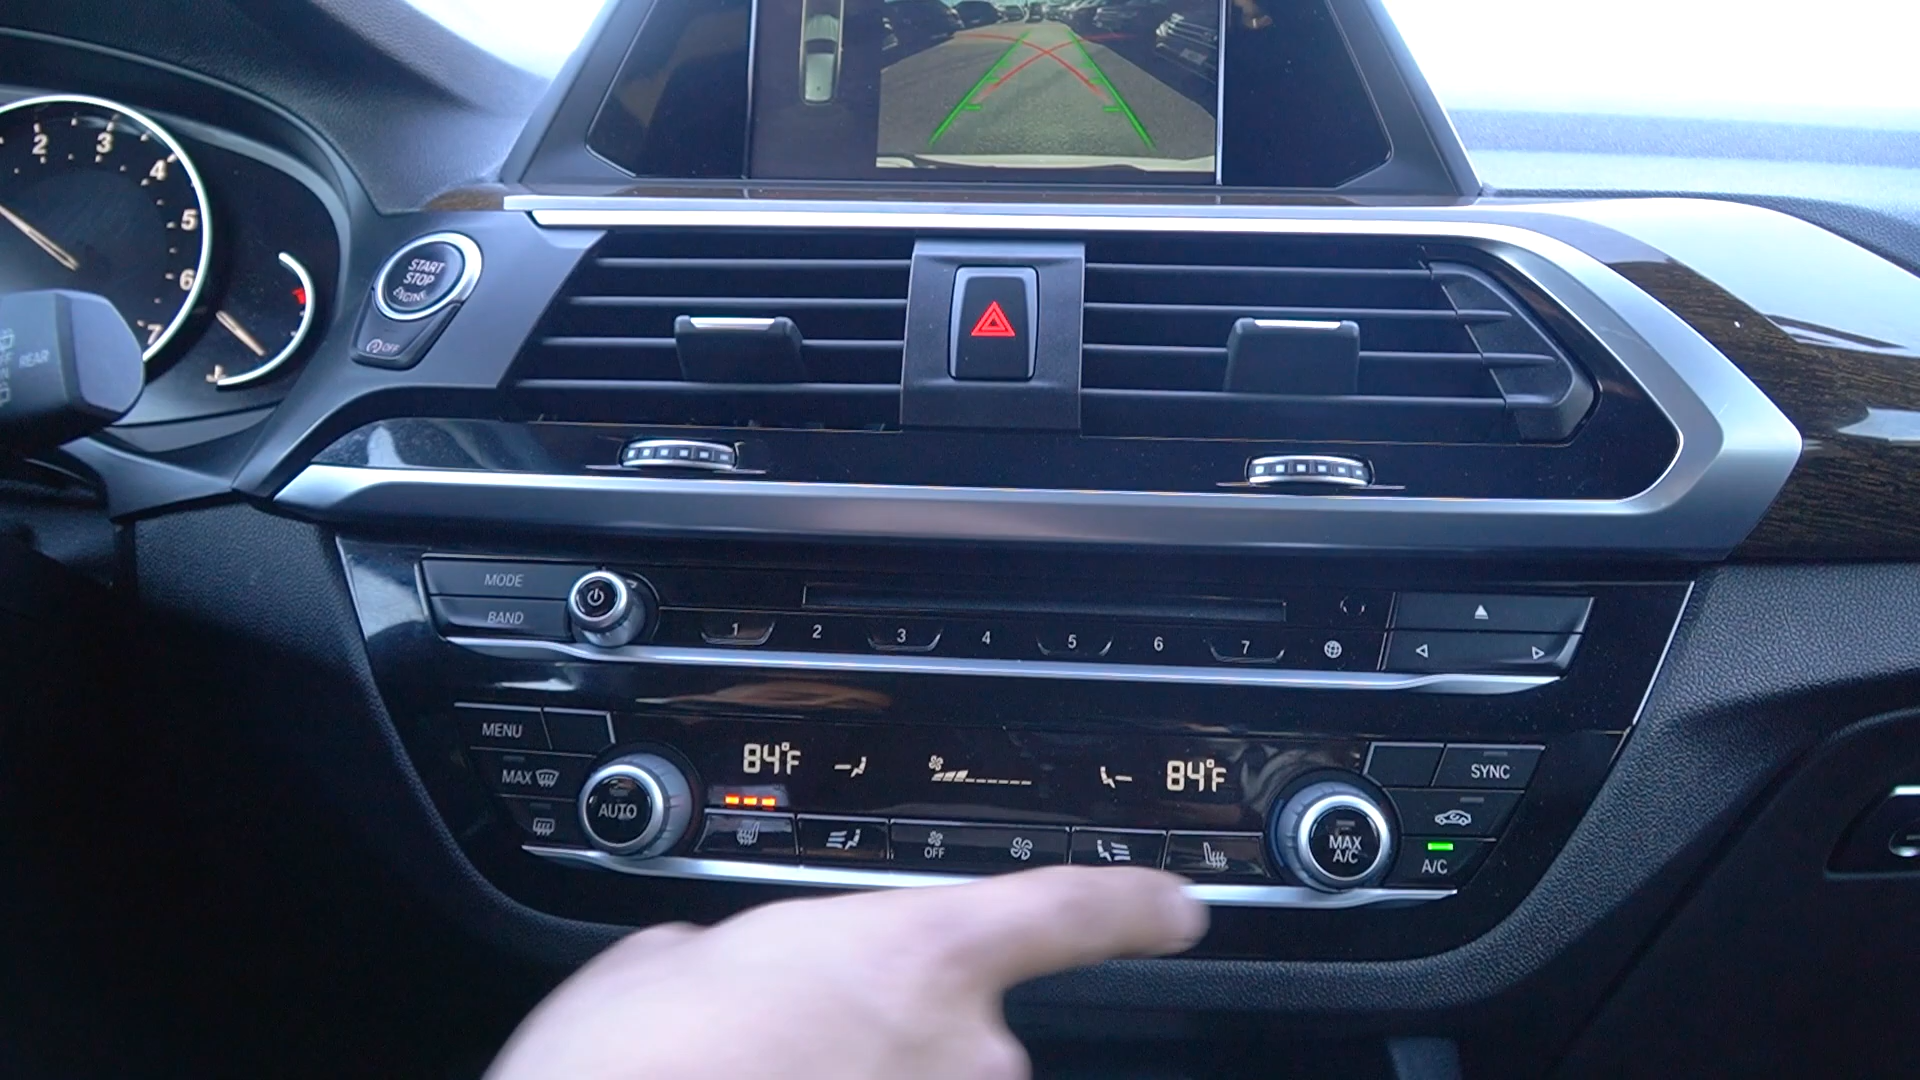 2
3
4
5
6
7
REAR
START
STOP
ENGINE
OFF
MODE
BAND
1 2 3 4 5 6 7
MENU
84°F
84°F
SYNC
MAX
AUTO
OFF
MAX
A/C
A/C